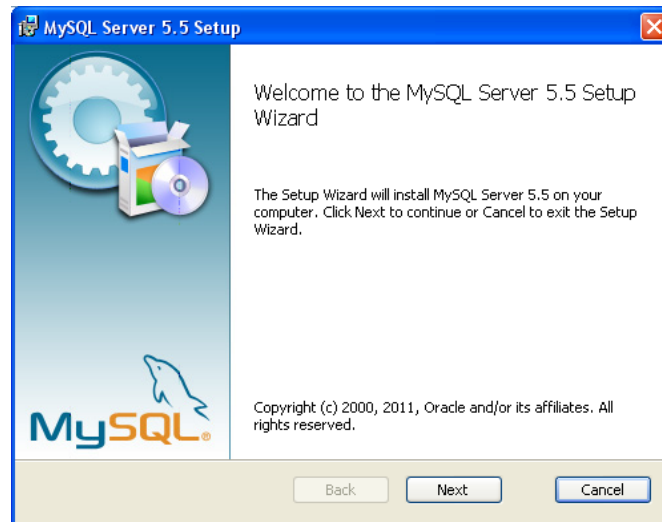 MySQL Server 5.5 Setup
Welcome to the MySQL Server 5.5 Setup
Wizard
The Setup Wizard will install MySQL Server 5.5 on your
computer. Click Next to continue or Cancel to exit the Setup
Wizard.
MySQL®
Copyright (c) 2000, 2011, Oracle and/or its affiliates. All
rights reserved.
Back Next Cancel